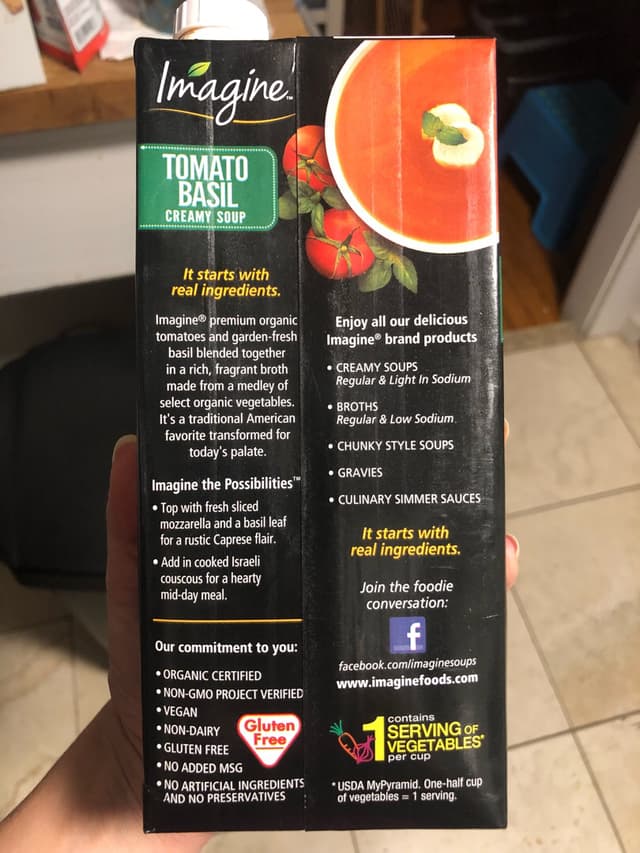 Imagine™
TOMATO
BASIL
CREAMY SOUP
It starts with
real ingredients.
Imagine® premium organic
tomatoes and garden-fresh
basil blended together
in a rich, fragrant broth
made from a medley of
select organic vegetables.
It's a traditional American
favorite transformed for
today's palate.
Imagine the Possibilities™
• Top with fresh sliced
mozzarella and a basil leaf
for a rustic Caprese flair.
• Add in cooked Israeli
couscous for a hearty
mid-day meal.
Our commitment to you:
• ORGANIC CERTIFIED
• NON-GMO PROJECT VERIFIED
• VEGAN
• NON-DAIRY
• GLUTEN FREE
• NO ADDED MSG
• NO ARTIFICIAL INGREDIENTS
AND NO PRESERVATIVES
Gluten
Free
Enjoy all our delicious
Imagine® brand products
• CREAMY SOUPS
Regular & Light In Sodium
• BROTHS
Regular & Low Sodium
• CHUNKY STYLE SOUPS
• GRAVIES
• CULINARY SIMMER SAUCES
It starts with
real ingredients.
Join the foodie
conversation:
f
facebook.com/imaginesoups
www.imaginefoods.com
contains
1 SERVING OF
VEGETABLES*
per cup
*USDA MyPyramid. One-half cup
of vegetables = 1 serving.